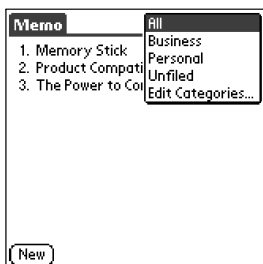 Memo
All
Business
Personal
Unfiled
Edit Categories...
1. Memory Stick
2. Product Compati
3. The Power to Co
New